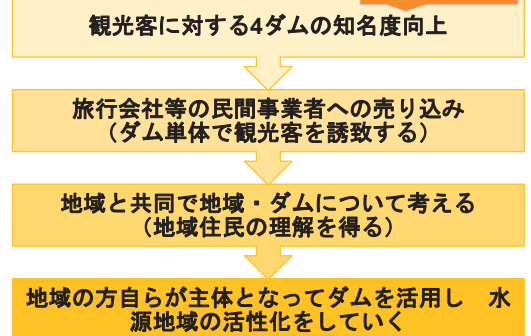 観光客に対する4ダムの知名度向上
旅行会社等の民間事業者への売り込み
（ダム単体で観光客を誘致する）
地域と共同で地域・ダムについて考える
（地域住民の理解を得る）
地域の方自らが主体となってダムを活用し　水
源地域の活性化をしていく